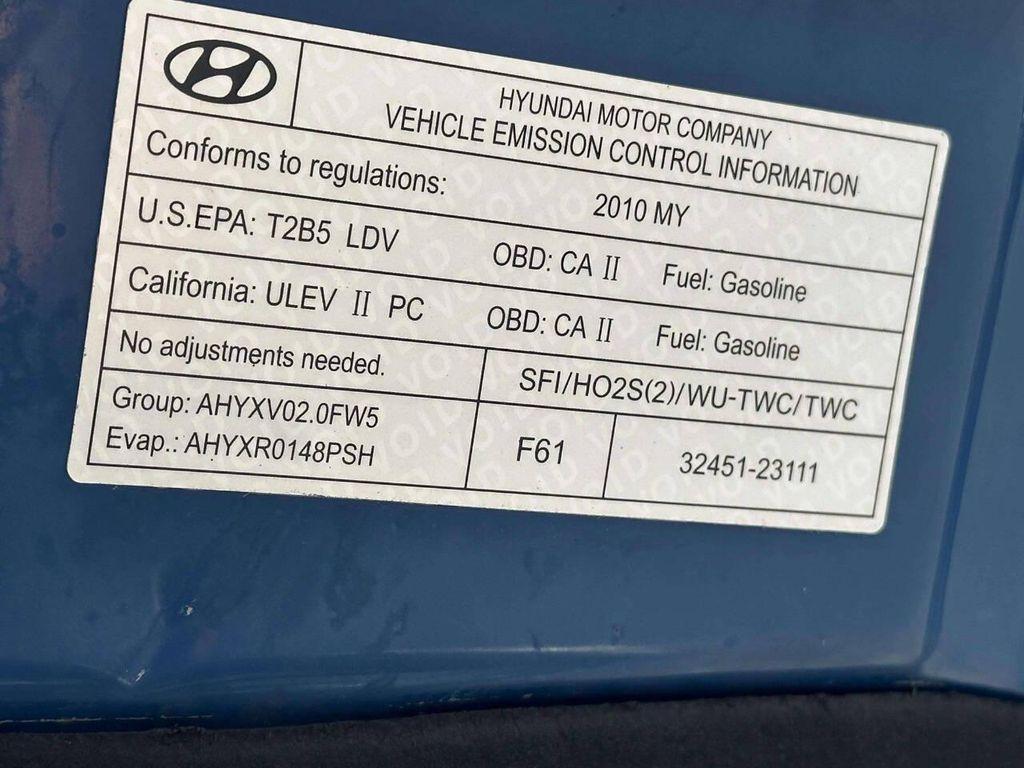 HYUNDAI MOTOR COMPANY
VEHICLE EMISSION CONTROL INFORMATION
Conforms to regulations: 2010 MY
U.S.EPA: T2B5 LDV OBD: CA II Fuel: Gasoline
California: ULEV II PC OBD: CA II Fuel: Gasoline
No adjustments needed. SFI/HO2S(2)/WU-TWC/TWC
Group: AHYXV02.0FW5
Evap.: AHYXR0148PSH
F61
32451-23111